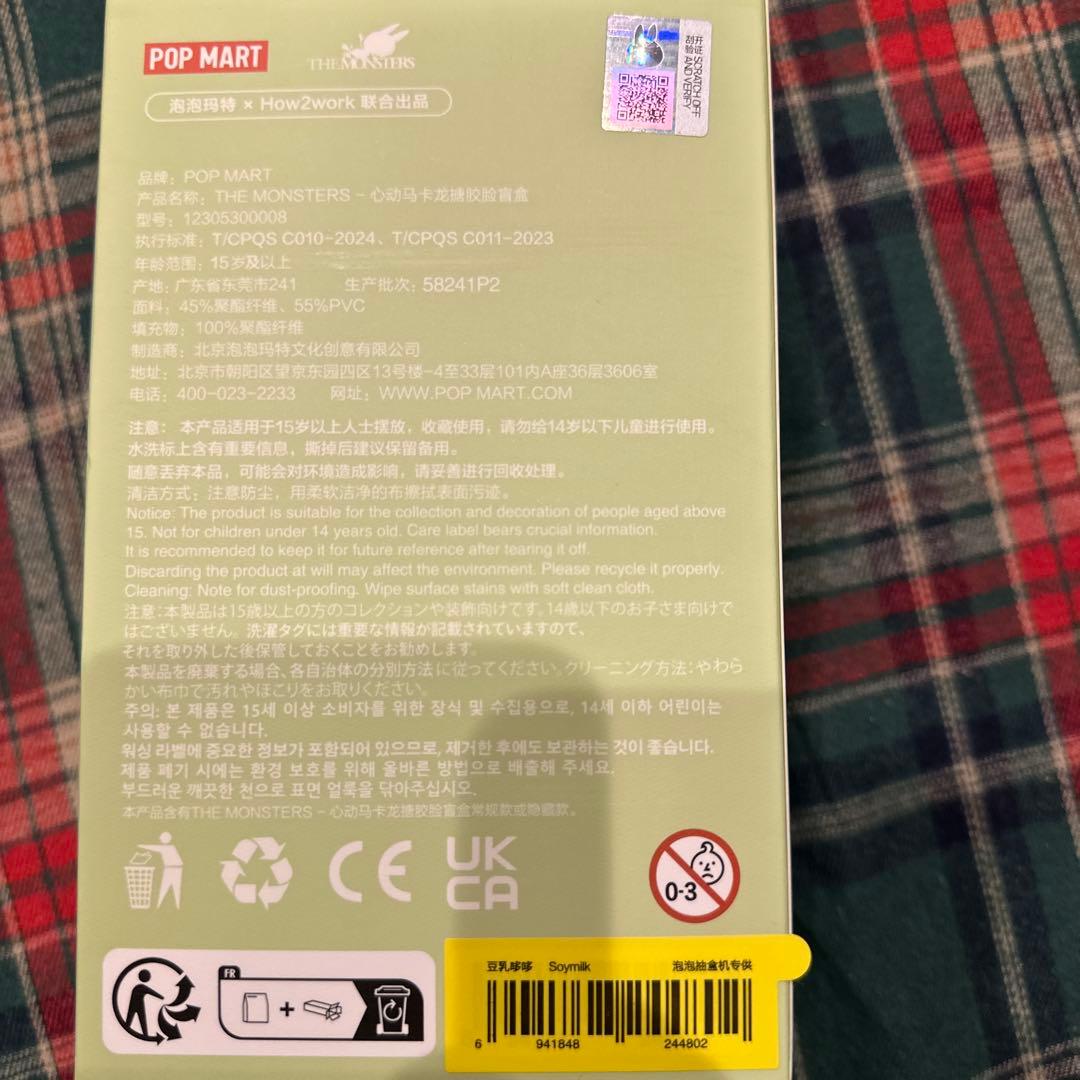 POP MART
THE MONSTERS
泡泡玛特 × How2work 联合出品
刮开验证 SCRATCH OFF AND VERIFY
品牌：POP MART
产品名称：THE MONSTERS – 心动马卡龙搪胶脸盲盒
型号：12305300008
执行标准：T/CPQS C010–2024、T/CPQS C011–2023
年龄范围：15岁及以上
产地：广东省东莞市241 生产批次：58241P2
面料：45%聚酯纤维、55%PVC
填充物：100%聚酯纤维
制造商：北京泡泡玛特文化创意有限公司
地址：北京市朝阳区望京东园四区13号楼-4至33层101内A座36层3606室
电话：400-023-2233 网址：WWW.POP MART.COM
注意： 本产品适用于15岁以上人士摆放，收藏使用，请勿给14岁以下儿童进行使用。
水洗标上含有重要信息，撕掉后建议保留备用。
随意丢弃本品，可能会对环境造成影响，请妥善进行回收处理。
清洁方式：注意防尘，用柔软洁净的布擦拭表面污迹。
Notice: The product is suitable for the collection and decoration of people aged above
15. Not for children under 14 years old. Care label bears crucial information.
It is recommended to keep it for future reference after tearing it off.
Discarding the product at will may affect the environment. Please recycle it properly.
Cleaning: Note for dust-proofing. Wipe surface stains with soft clean cloth.
注意：本製品は15歳以上の方のコレクションや装飾向けです。14歳以下のお子さま向けで
はございません。洗濯タグには重要な情報が記載されていますので、
それを取り外した後保管しておくことをお勧めします。
本製品を廃棄する場合、各自治体の分別方法に従ってください。クリーニング方法：やわら
かい布巾で汚れやほこりをお取りください。
주의: 본 제품은 15세 이상 소비자를 위한 장식 및 수집용으로, 14세 이하 어린이는
사용할 수 없습니다.
워싱 라벨에 중요한 정보가 포함되어 있으므로, 제거한 후에도 보관하는 것이 좋습니다.
제품 폐기 시에는 환경 보호를 위해 올바른 방법으로 배출해 주세요.
부드러운 깨끗한 천으로 표면 얼룩을 닦아주십시오.
本产品含有THE MONSTERS – 心动马卡龙搪胶脸盲盒常规款或隐藏款。
CE
UK
CA
0-3
FR
+
豆乳哆哆 Soymilk 泡泡抽盒机专供
6 941848 244802